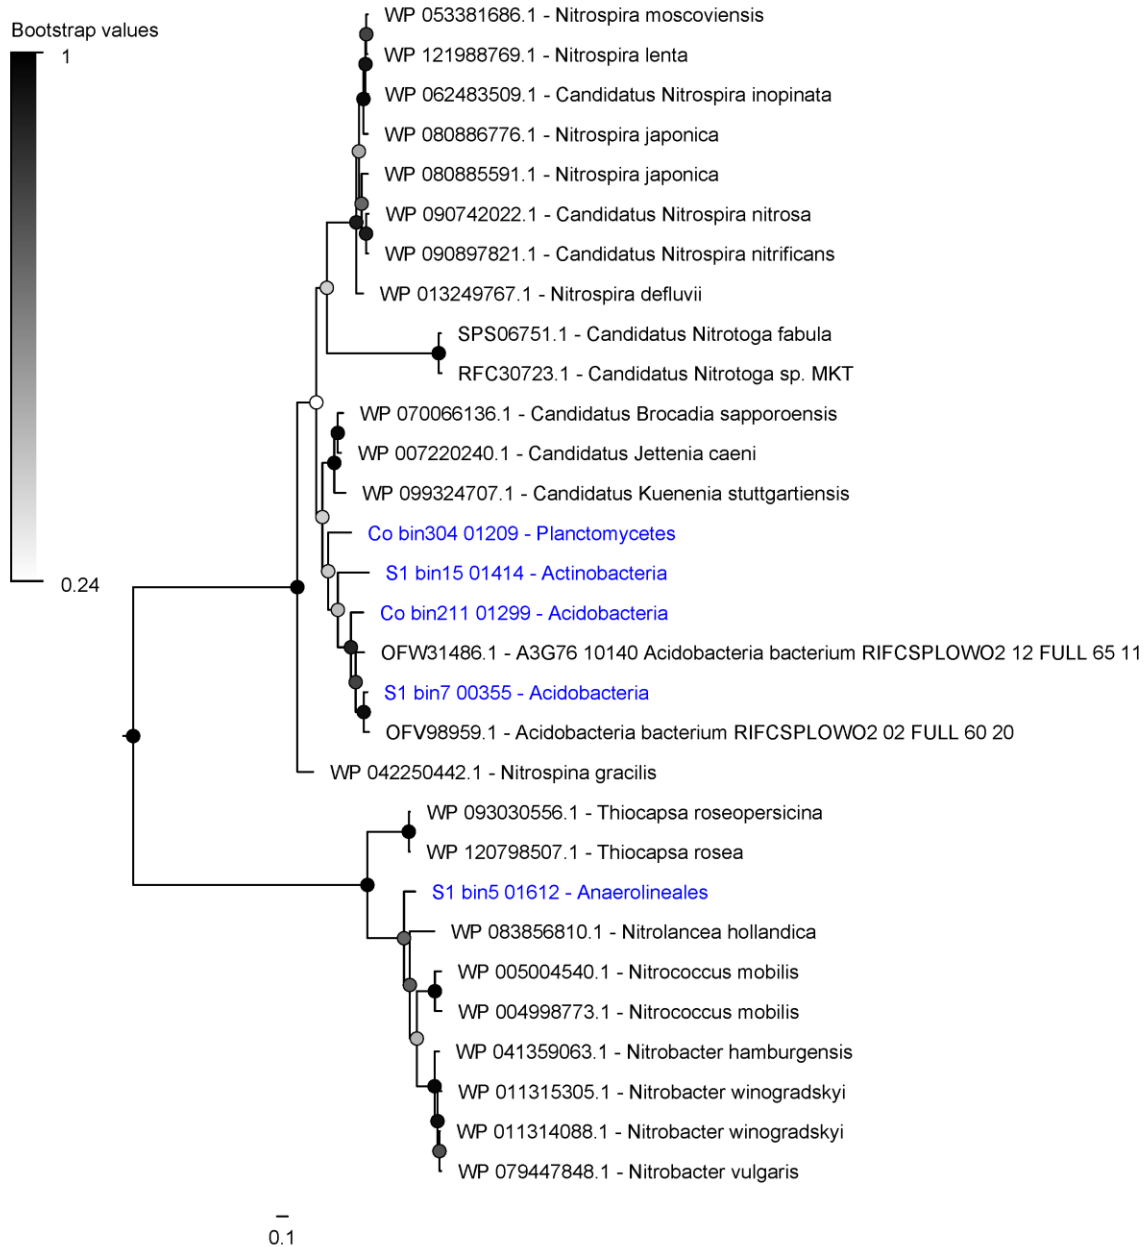 Bootstrap values
1
0.24
WP 053381686.1 - Nitrospira moscoviensis
WP 121988769.1 - Nitrospira lenta
WP 062483509.1 - Candidatus Nitrospira inopinata
WP 080886776.1 - Nitrospira japonica
WP 080885591.1 - Nitrospira japonica
WP 090742022.1 - Candidatus Nitrospira nitrosa
WP 090897821.1 - Candidatus Nitrospira nitrificans
WP 013249767.1 - Nitrospira defluvii
SPS06751.1 - Candidatus Nitrotoga fabula
RFC30723.1 - Candidatus Nitrotoga sp. MKT
WP 070066136.1 - Candidatus Brocadia sapporoensis
WP 007220240.1 - Candidatus Jettenia caeni
WP 099324707.1 - Candidatus Kuenenia stuttgartiensis
Co bin304 01209 - Planctomycetes
S1 bin15 01414 - Actinobacteria
Co bin211 01299 - Acidobacteria
OFW31486.1 - A3G76 10140 Acidobacteria bacterium RIFCSPLOWO2 12 FULL 65 11
S1 bin7 00355 - Acidobacteria
OFV98959.1 - Acidobacteria bacterium RIFCSPLOWO2 02 FULL 60 20
WP 042250442.1 - Nitrospina gracilis
WP 093030556.1 - Thiocapsa roseopersicina
WP 120798507.1 - Thiocapsa rosea
S1 bin5 01612 - Anaerolineales
WP 083856810.1 - Nitrolancea hollandica
WP 005004540.1 - Nitrococcus mobilis
WP 004998773.1 - Nitrococcus mobilis
WP 041359063.1 - Nitrobacter hamburgensis
WP 011315305.1 - Nitrobacter winogradskyi
WP 011314088.1 - Nitrobacter winogradskyi
WP 079447848.1 - Nitrobacter vulgaris
0.1